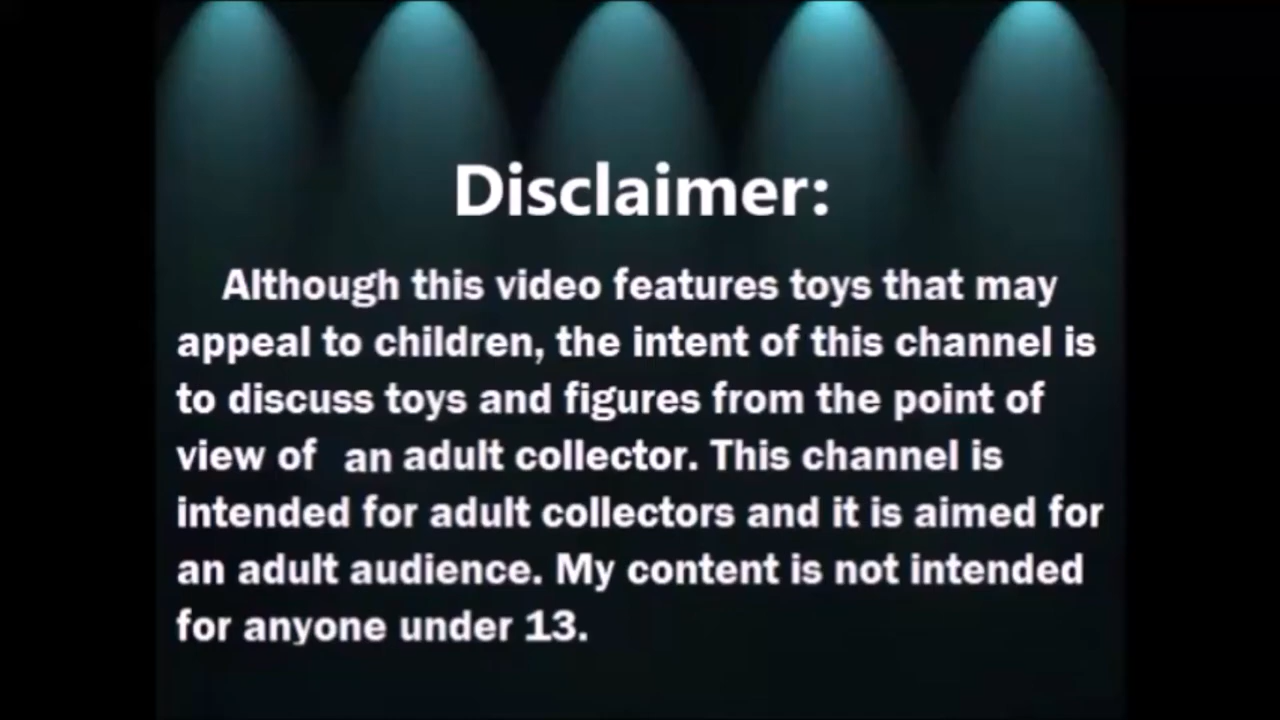 Disclaimer:
Although this video features toys that may
appeal to children, the intent of this channel is
to discuss toys and figures from the point of
view of an adult collector. This channel is
intended for adult collectors and it is aimed for
an adult audience. My content is not intended
for anyone under 13.